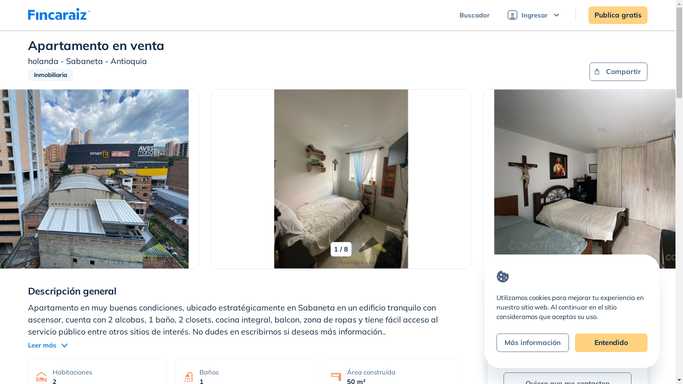 Fincaraíz
Buscador
Ingresar
Publica gratis
Apartamento en venta
holanda - Sabaneta - Antioquia
Inmobiliaria
Compartir
1 / 8
Descripción general
Apartamento en muy buenas condiciones, ubicado estratégicamente en Sabaneta en un edificio tranquilo con
ascensor, cuenta con 2 alcobas, 1 baño, 2 closets, cocina integral, balcon, zona de ropas y tiene fácil acceso al
servicio público entre otros sitios de interés. No dudes en escribirnos si deseas más información..
Leer más
Habitaciones
2
Baños
1
Área construida
50 m²
Utilizamos cookies para mejorar tu experiencia en
nuestro sitio web. Al continuar en el sitio
consideramos que aceptas su uso.
Más información
Entendido
Quiero que me contacten